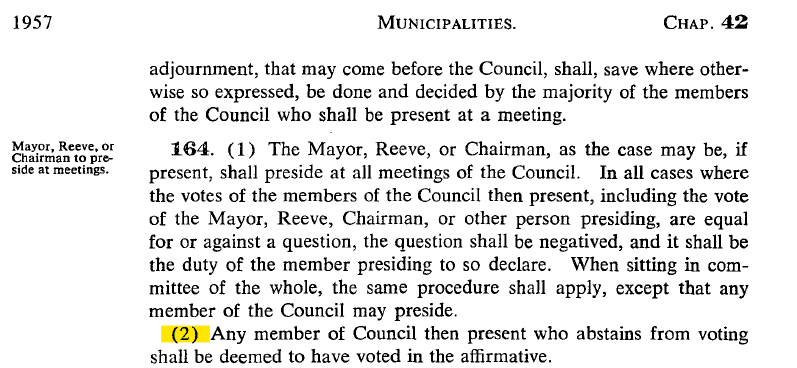 1957 MUNICIPALITIES. CHAP. 42
adjournment, that may come before the Council, shall, save where other-
wise so expressed, be done and decided by the majority of the members
of the Council who shall be present at a meeting.
Mayor, Reeve, or
Chairman to pre-
side at meetings.
164. (1) The Mayor, Reeve, or Chairman, as the case may be, if
present, shall preside at all meetings of the Council. In all cases where
the votes of the members of the Council then present, including the vote
of the Mayor, Reeve, Chairman, or other person presiding, are equal
for or against a question, the question shall be negatived, and it shall be
the duty of the member presiding to so declare. When sitting in com-
mittee of the whole, the same procedure shall apply, except that any
member of the Council may preside.
(2) Any member of Council then present who abstains from voting
shall be deemed to have voted in the affirmative.